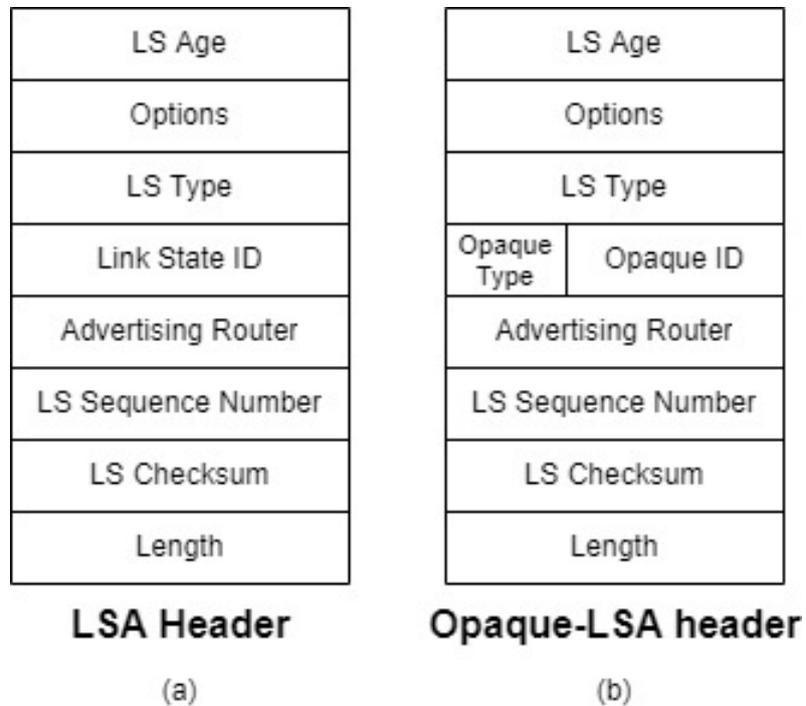 LS Age
Options
LS Type
Link State ID
Advertising Router
LS Sequence Number
LS Checksum
Length
LSA Header
(a)
LS Age
Options
LS Type
Opaque
Type
Opaque ID
Advertising Router
LS Sequence Number
LS Checksum
Length
Opaque-LSA header
(b)